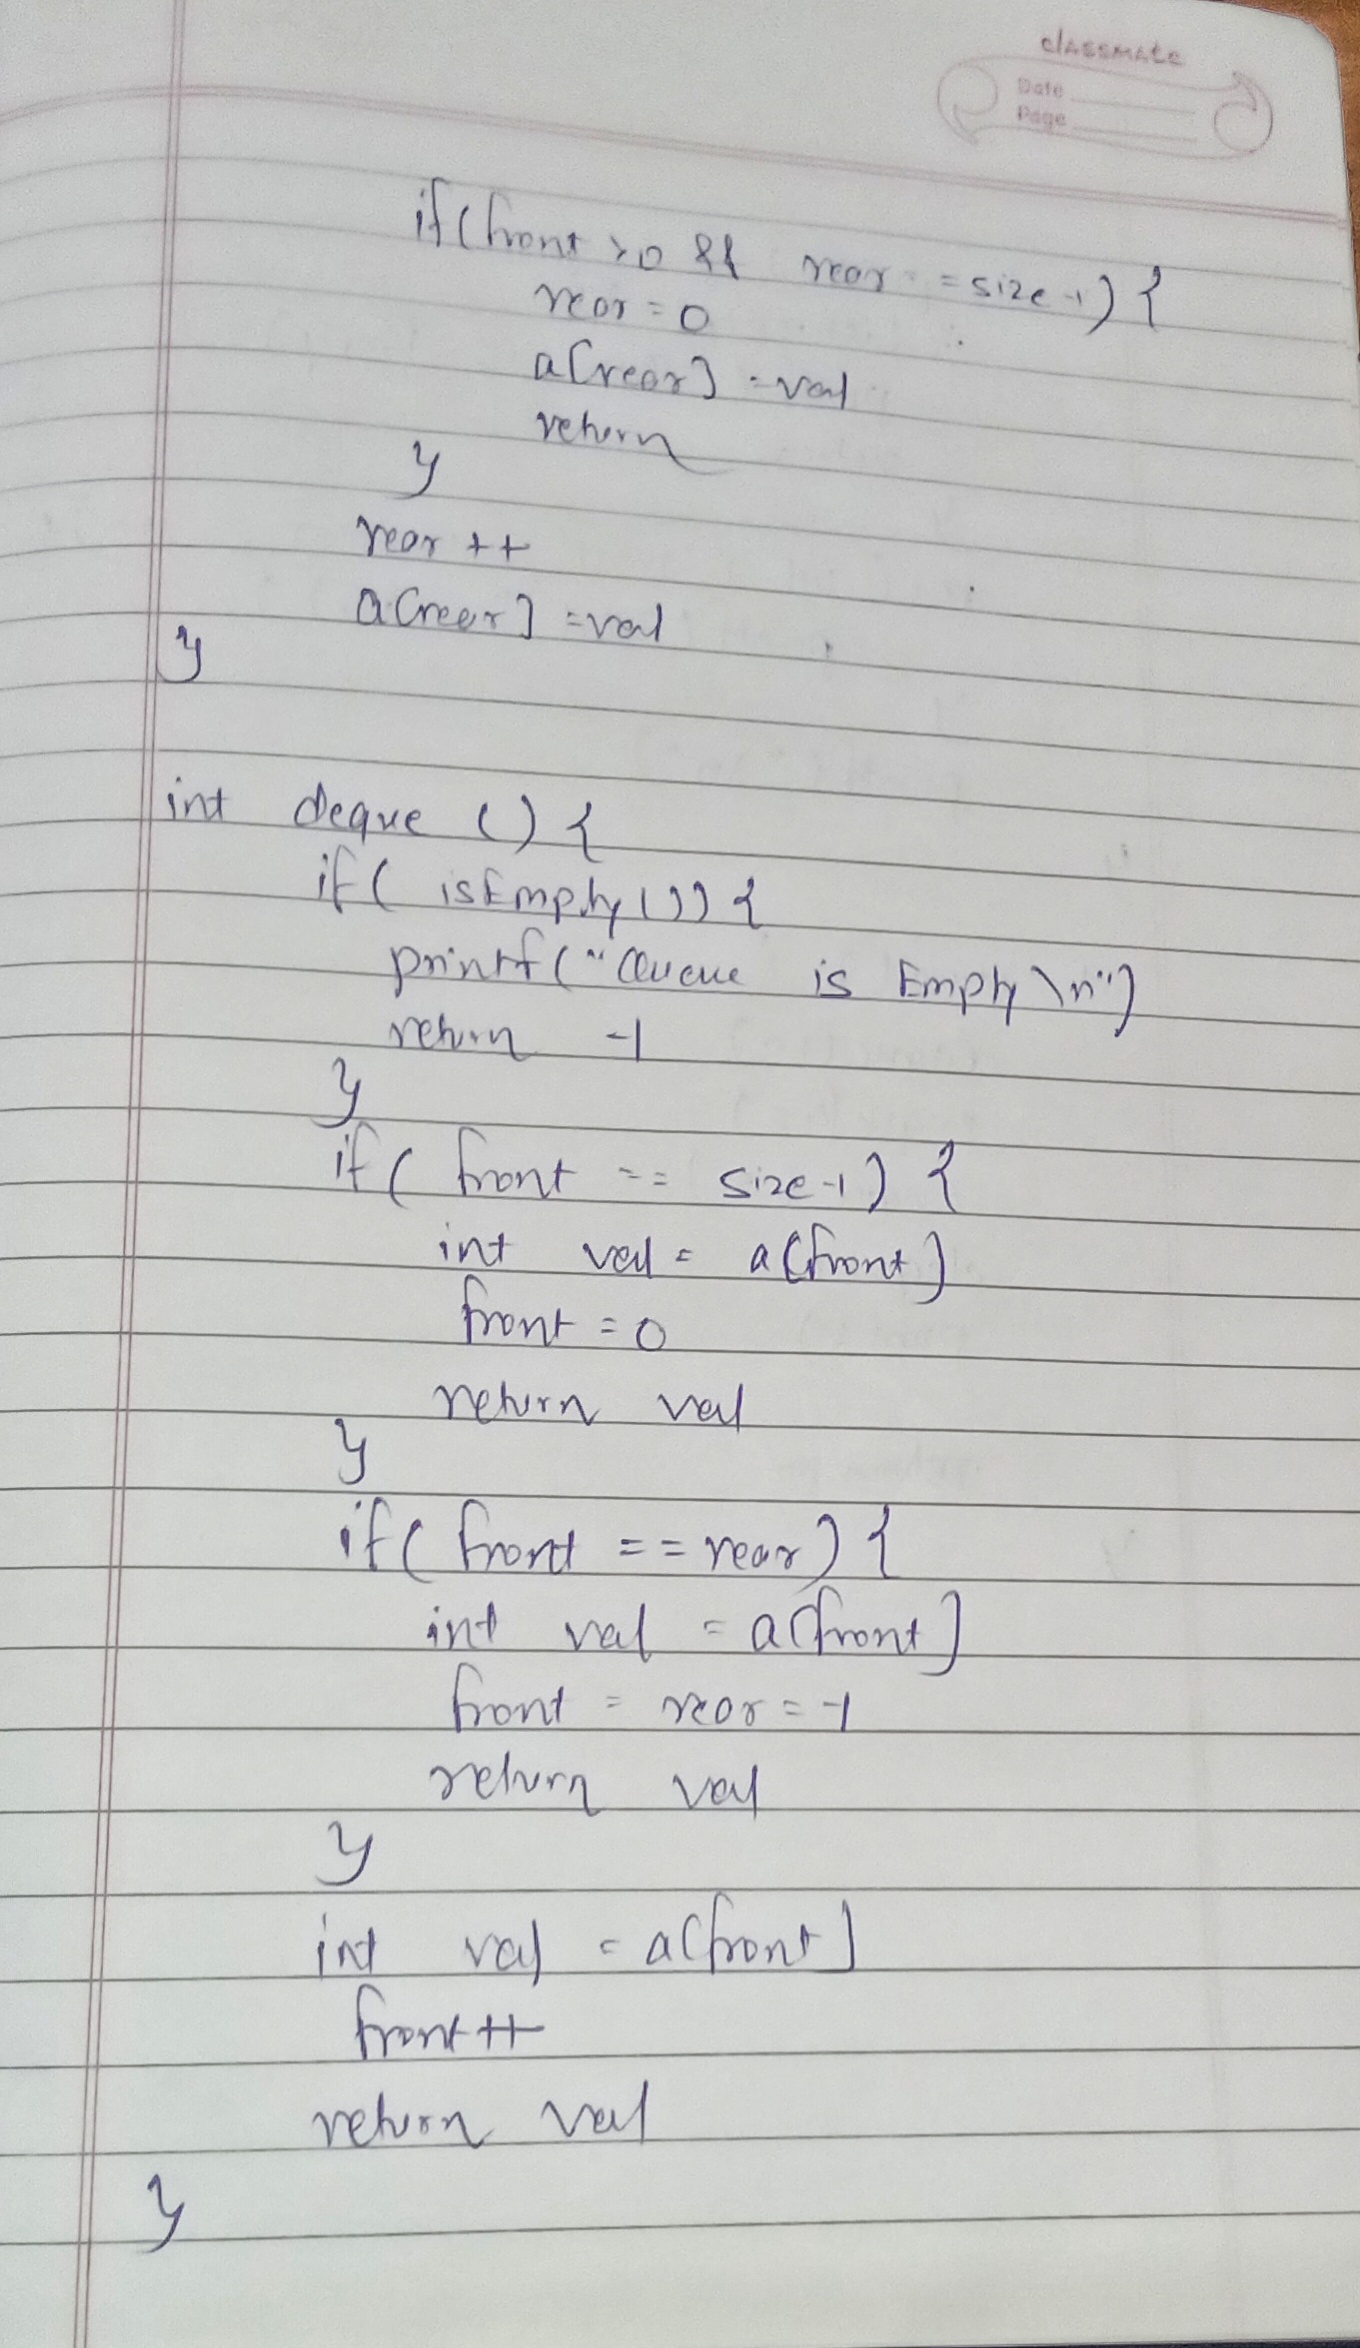 classmate
Date
Page
if(front >0 && rear == size-1) {
rear = 0
a[rear] = val
return
}
rear ++
a[rear] = val
}
int deque () {
if( isEmpty()) {
printf("Queue is Empty \n")
return -1
}
if( front == size-1) {
int val = a[front]
front = 0
return val
}
if( front == rear) {
int val = a[front]
front = rear = -1
return val
}
int val = a[front]
front ++
return val
}